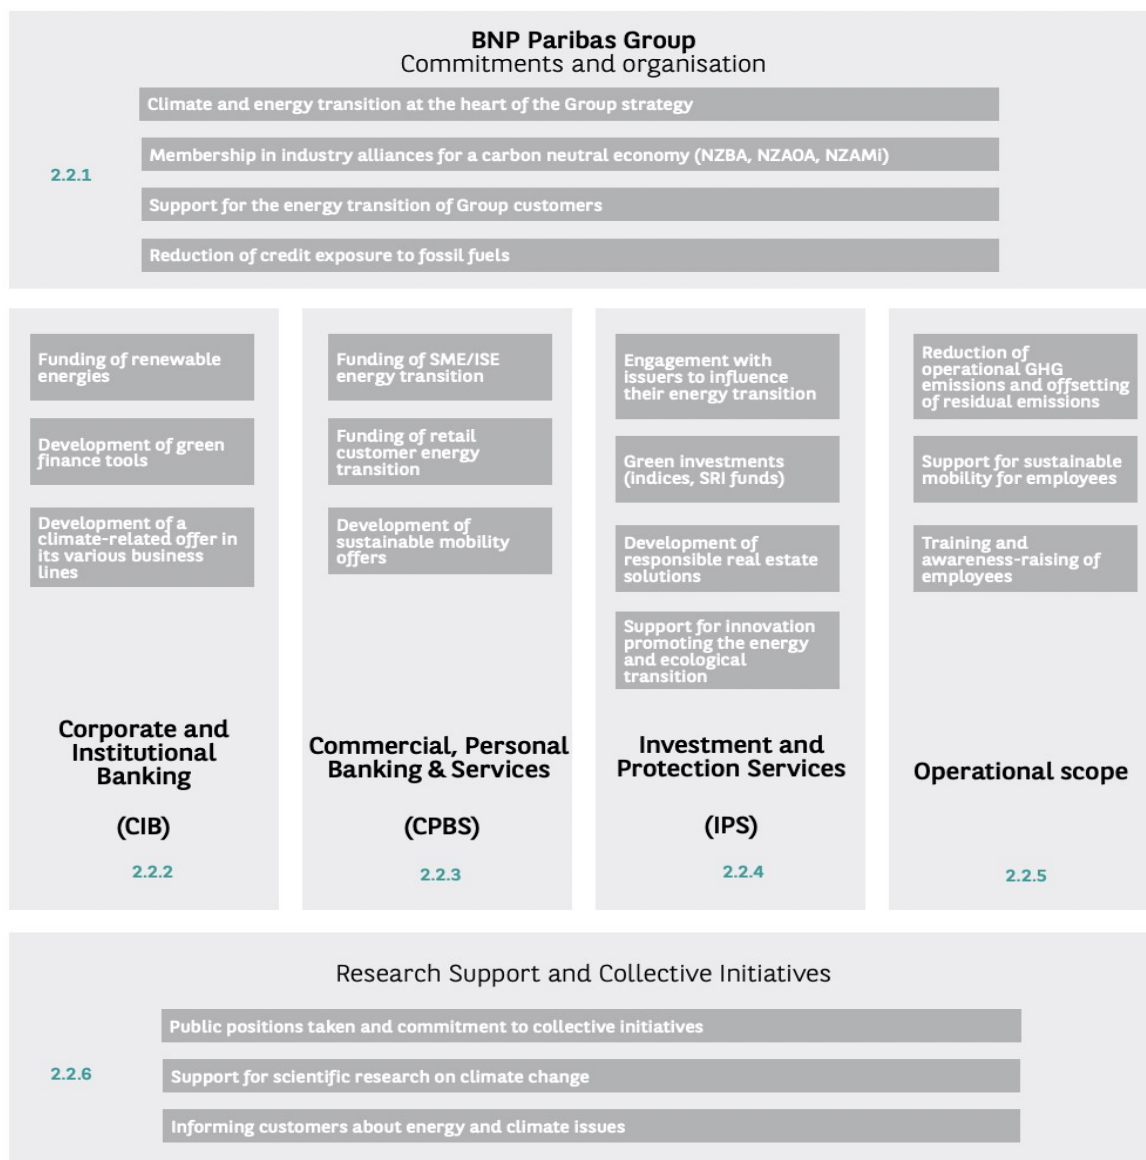 BNP Paribas Group
Commitments and organisation
Climate and energy transition at the heart of the Group strategy
Membership in industry alliances for a carbon neutral economy (NZBA, NZAOA, NZAMi)
2.2.1
Support for the energy transition of Group customers
Reduction of credit exposure to fossil fuels
Funding of renewable
energies
Development of green
finance tools
Development of a
climate-related offer in
its various business
lines
Corporate and
Institutional
Banking
(CIB)
2.2.2
Funding of SME/ISE
energy transition
Funding of retail
customer energy
transition
Development of
sustainable mobility
offers
Commercial, Personal
Banking & Services
(CPBS)
2.2.3
Engagement with
issuers to influence
their energy transition
Green investments
(indices, SRI funds)
Development of
responsible real estate
solutions
Support for innovation
promoting the energy
and ecological
transition
Investment and
Protection Services
(IPS)
2.2.4
Reduction of
operational GHG
emissions and offsetting
of residual emissions
Support for sustainable
mobility for employees
Training and
awareness-raising of
employees
Operational scope
2.2.5
Research Support and Collective Initiatives
Public positions taken and commitment to collective initiatives
2.2.6
Support for scientific research on climate change
Informing customers about energy and climate issues